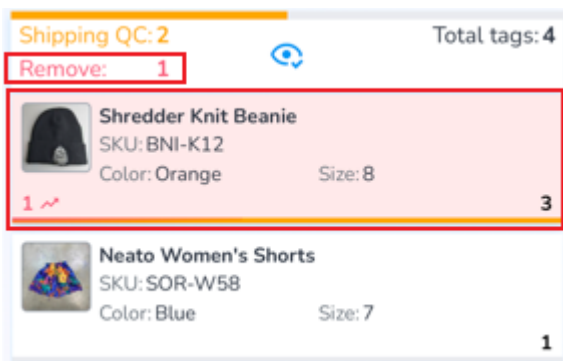 Shipping QC: 2
Total tags: 4
Remove: 1
Shredder Knit Beanie
SKU: BNI-K12
Color: Orange Size: 8
1 3
Neato Women's Shorts
SKU: SOR-W58
Color: Blue Size: 7
1